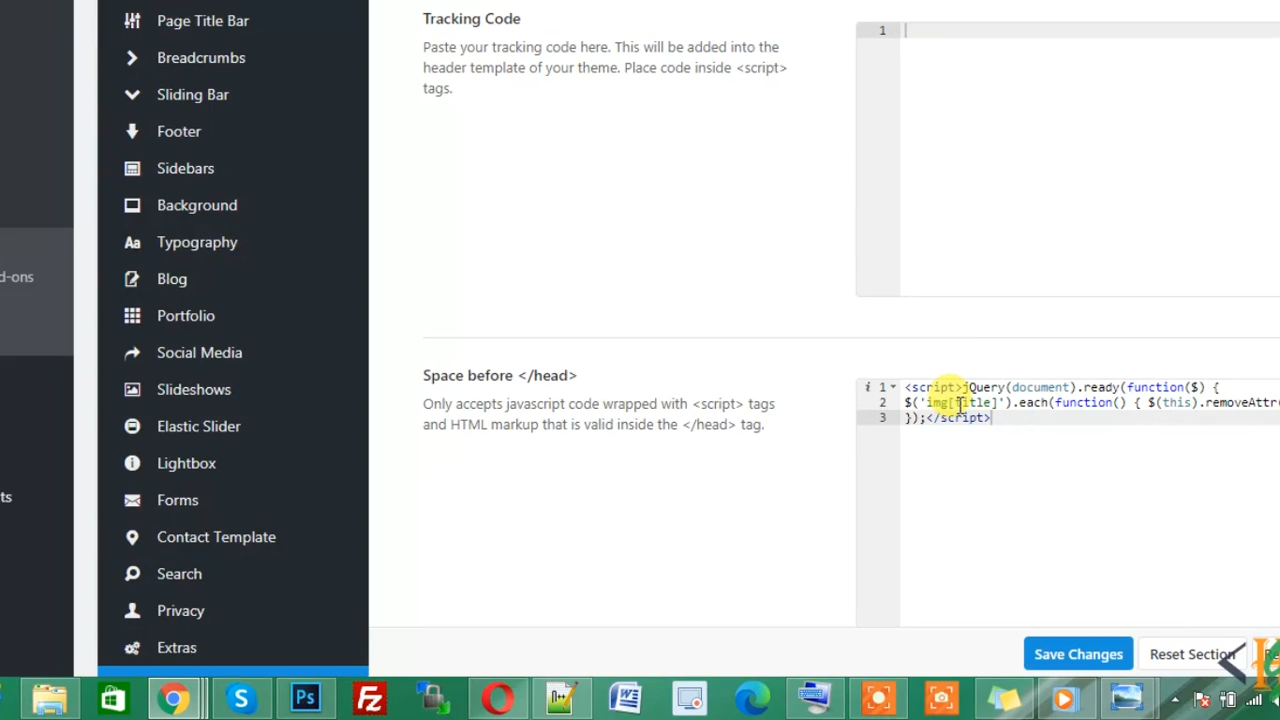 d-ons
ts
Page Title Bar
Breadcrumbs
Sliding Bar
Footer
Sidebars
Background
Aa Typography
Blog
Portfolio
Social Media
Slideshows
Elastic Slider
Lightbox
Forms
Contact Template
Search
Privacy
Extras
Tracking Code
Paste your tracking code here. This will be added into the
header template of your theme. Place code inside <script>
tags.
1
Space before </head>
Only accepts javascript code wrapped with <script> tags
and HTML markup that is valid inside the </head> tag.
i 1 <script>jQuery(document).ready(function($) {
2 $('img[title]').each(function() { $(this).removeAttr(
3 });</script>
Save Changes
Reset Section
Ps
Fz
W